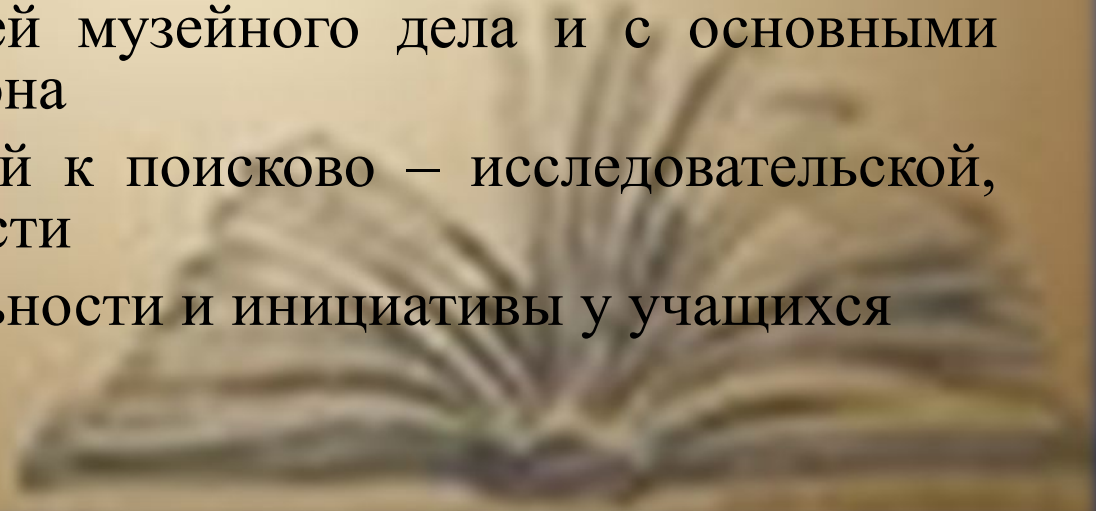 ей музейного дела и с основными
она
й к поисково – исследовательской,
сти
ьности и инициативы у учащихся